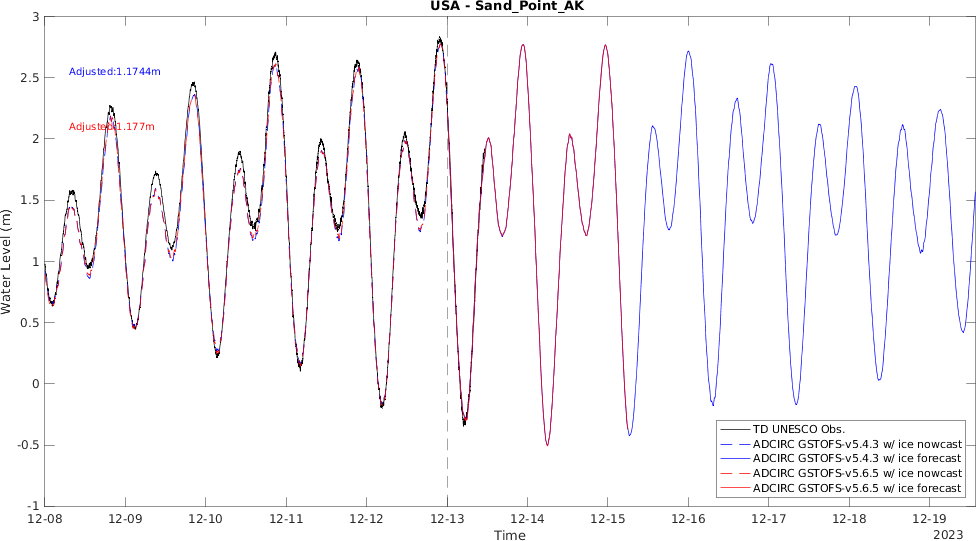 USA - Sand_Point_AK
3
2.5
2
1.5
1
0.5
0
-0.5
-1
Water Level (m)
Adjusted:1.1744m
Adjusted:1.177m
TD UNESCO Obs.
ADCIRC GSTOFS-v5.4.3 w/ ice nowcast
ADCIRC GSTOFS-v5.4.3 w/ ice forecast
ADCIRC GSTOFS-v5.6.5 w/ ice nowcast
ADCIRC GSTOFS-v5.6.5 w/ ice forecast
12-08 12-09 12-10 12-11 12-12 12-13 12-14 12-15 12-16 12-17 12-18 12-19
Time
2023